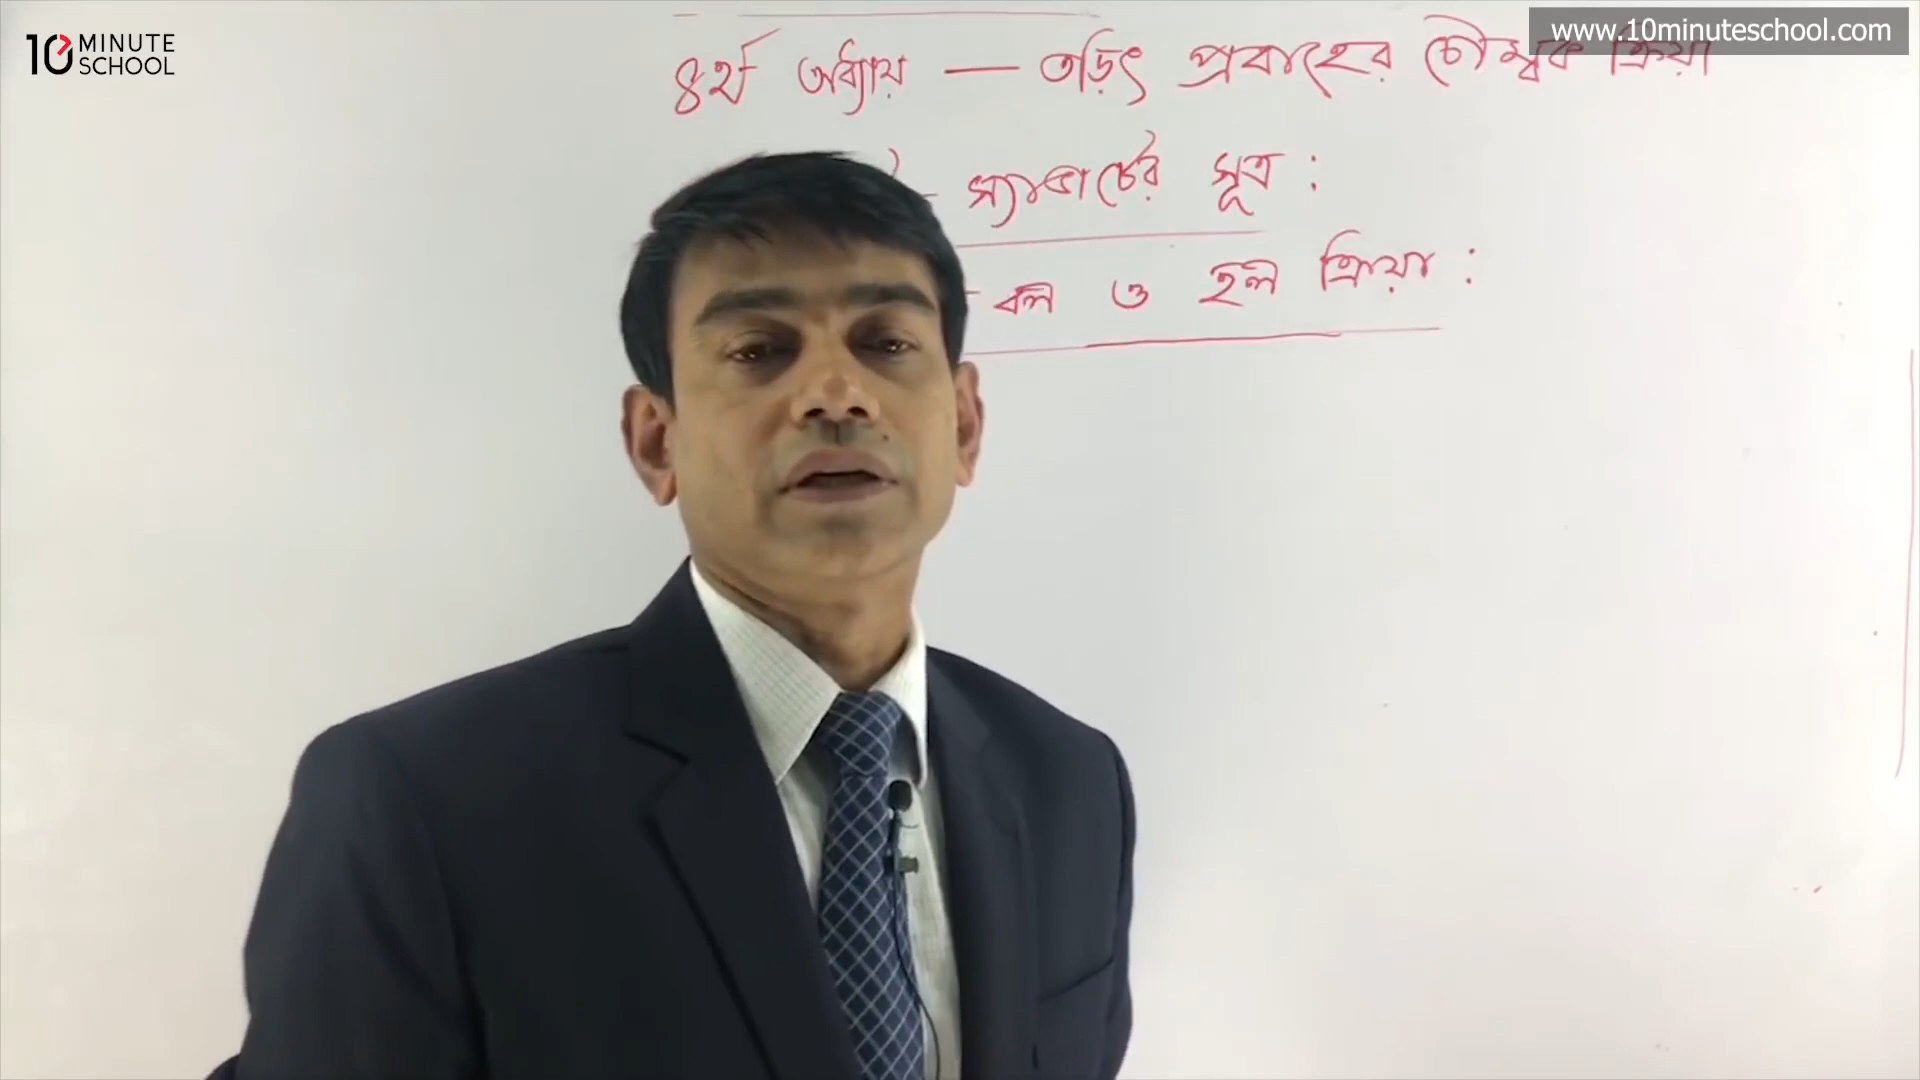 10 MINUTE SCHOOL
www.10minuteschool.com
৪র্থ অধ্যায় — তড়িৎ প্রবাহের চৌম্বক ক্রিয়া
স্যাভার্টের সূত্র :
বল ও হল ক্রিয়া :